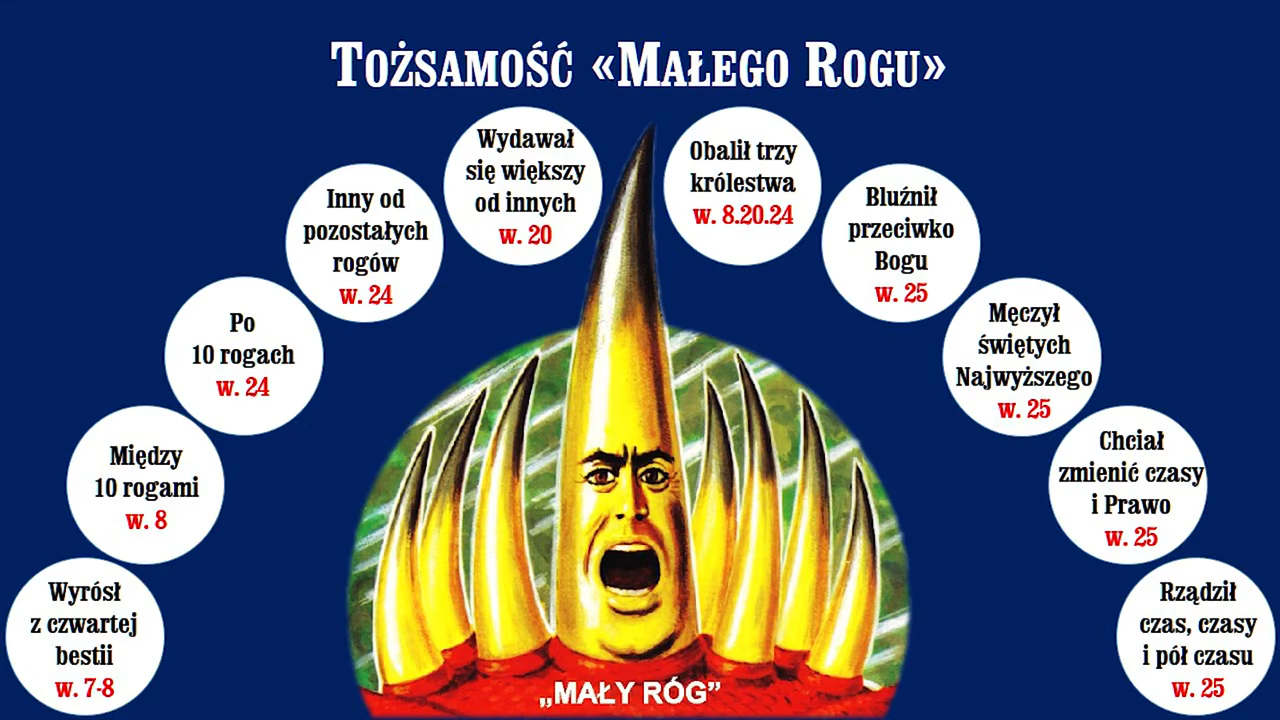 Tożsamość «Małego Rogu»
Wyrósł
z czwartej
bestii
w. 7-8
Między
10 rogami
w. 8
Po
10 rogach
w. 24
Inny od
pozostałych
rogów
w. 24
Wydawał
się większy
od innych
w. 20
Obalił trzy
królestwa
w. 8.20.24
Bluźnił
przeciwko
Bogu
w. 25
Męczył
świętych
Najwyższego
w. 25
Chciał
zmienić czasy
i Prawo
w. 25
Rządził
czas, czasy
i pół czasu
w. 25
„MAŁY RÓG”